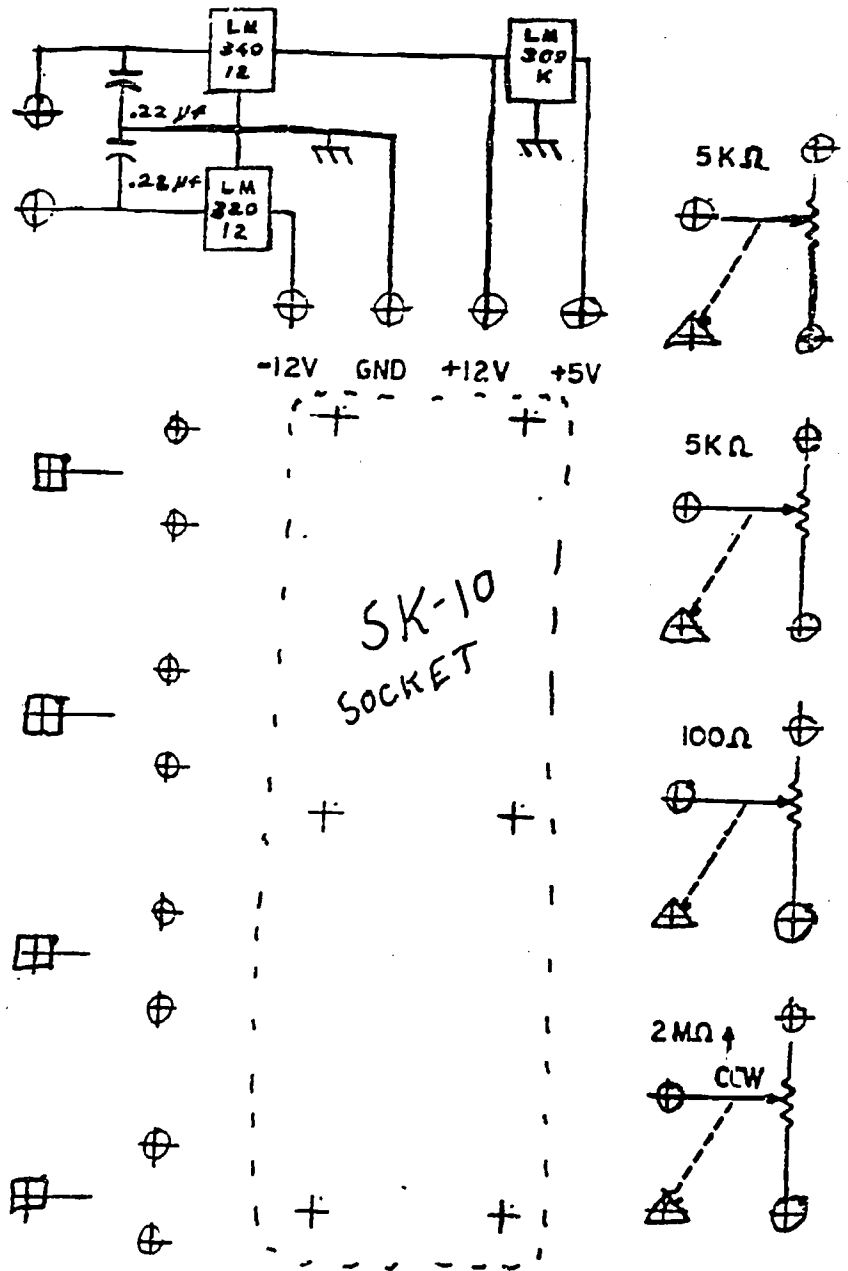 LM
340
12
LM
309
K
.22 µf
.22 µf
LM
320
12
-12V GND +12V +5V
5KΩ
5KΩ
SK-10
SOCKET
100Ω
2MΩ
CCW